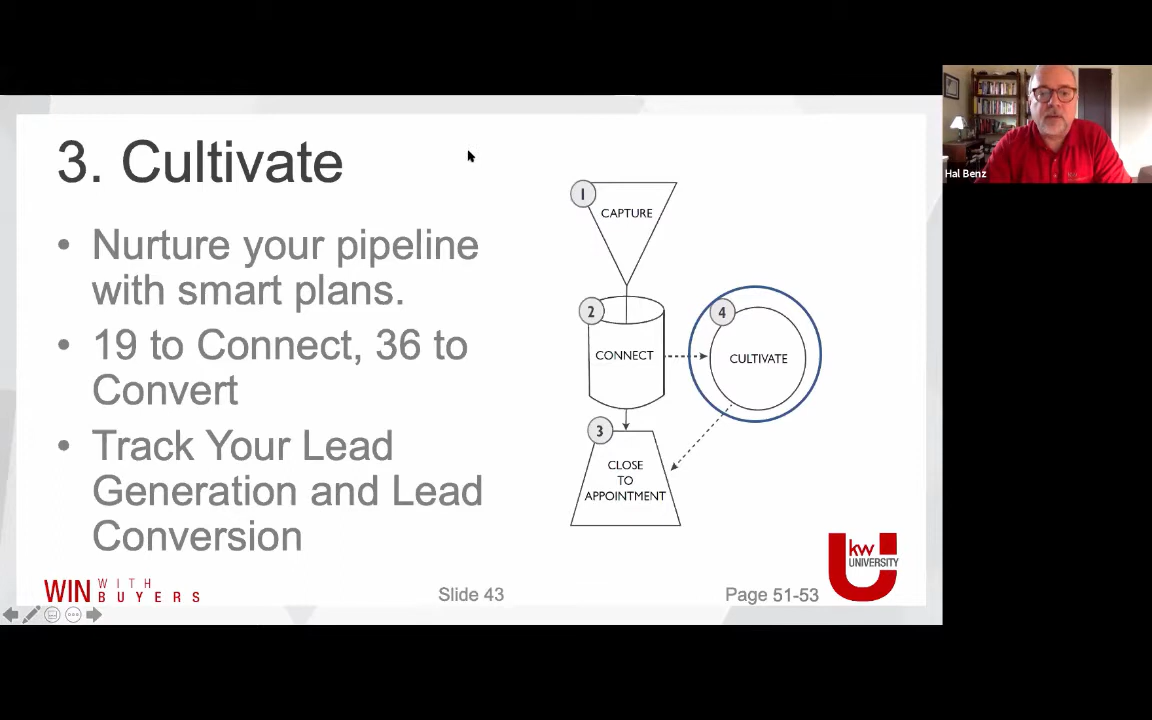 3. Cultivate
• Nurture your pipeline
with smart plans.
• 19 to Connect, 36 to
Convert
• Track Your Lead
Generation and Lead
Conversion
1
CAPTURE
2
CONNECT
4
CULTIVATE
3
CLOSE
TO
APPOINTMENT
WIN WITH BUYERS
Slide 43
Page 51-53
kw
UNIVERSITY
Hal Benz